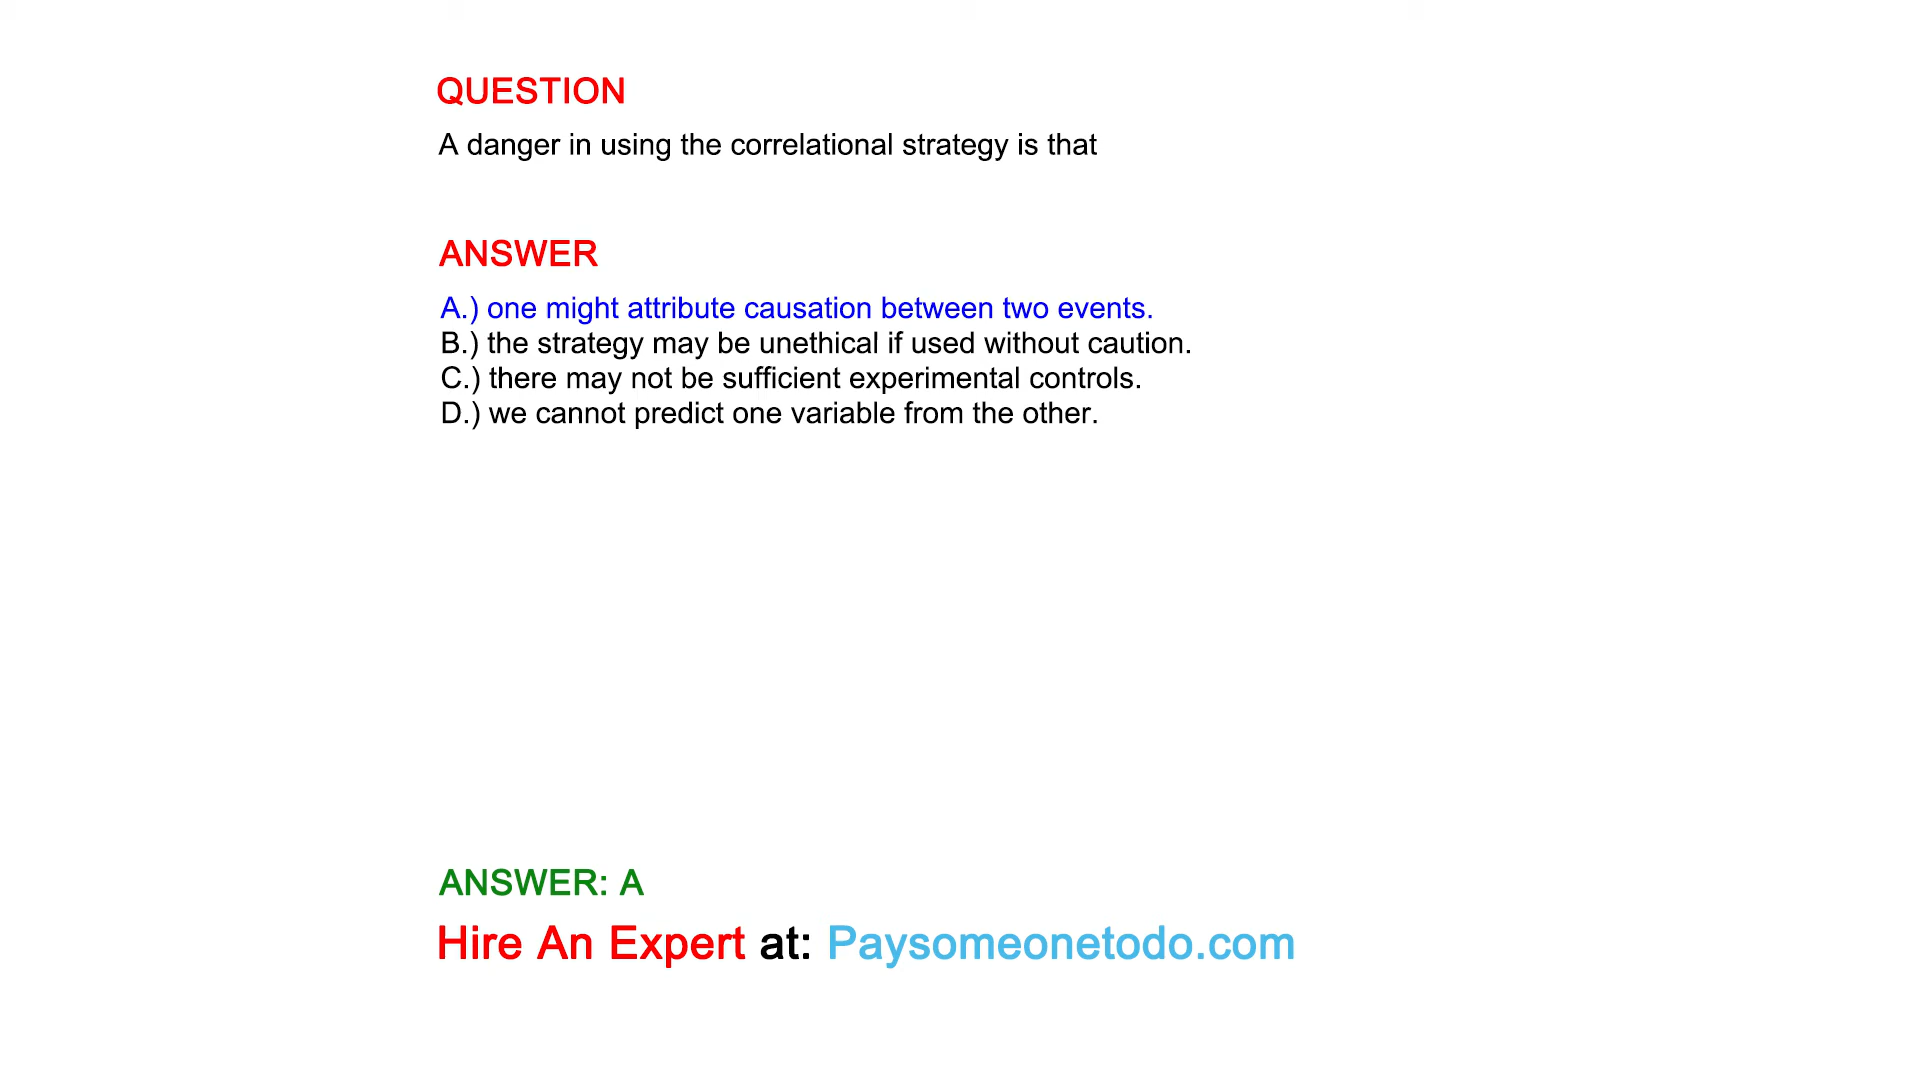 QUESTION
A danger in using the correlational strategy is that
ANSWER
A.) one might attribute causation between two events.
B.) the strategy may be unethical if used without caution.
C.) there may not be sufficient experimental controls.
D.) we cannot predict one variable from the other.
ANSWER: A
Hire An Expert at: Paysomeonetodo.com